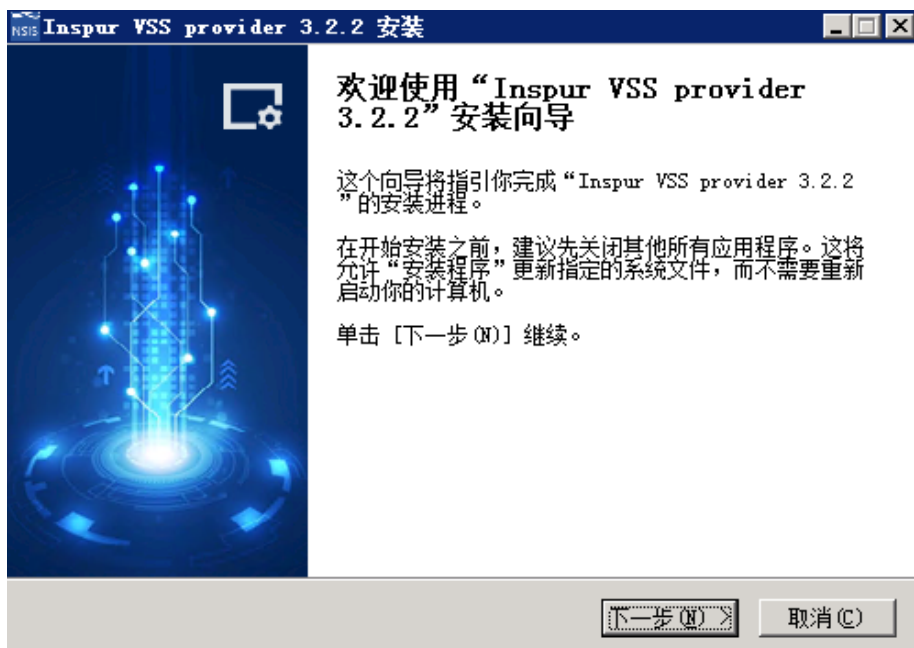 NSIS Inspur VSS provider 3.2.2 安装
欢迎使用“Inspur VSS provider
3.2.2”安装向导
这个向导将指引你完成“Inspur VSS provider 3.2.2
”的安装进程。
在开始安装之前，建议先关闭其他所有应用程序。这将
允许“安装程序”更新指定的系统文件，而不需要重新
启动你的计算机。
单击 [下一步(N)] 继续。
下一步(N) >
取消(C)